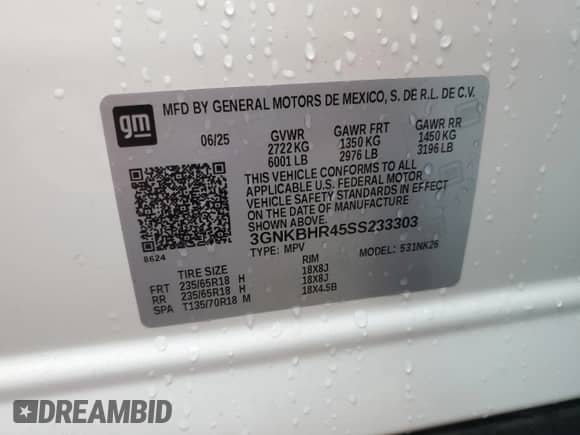 gm
MFD BY GENERAL MOTORS DE MEXICO, S. DE R.L. DE C.V.
06/25 GVWR GAWR FRT GAWR RR
2722 KG 1350 KG 1450 KG
6001 LB 2976 LB 3196 LB
THIS VEHICLE CONFORMS TO ALL
APPLICABLE U.S. FEDERAL MOTOR
VEHICLE SAFETY STANDARDS IN EFFECT
ON THE DATE OF MANUFACTURE
SHOWN ABOVE.
3GNKBHR45SS233303
TYPE: MPV MODEL: 531NK26
8624
TIRE SIZE RIM
FRT 235/65R18 H 18X8J
RR 235/65R18 H 18X8J
SPA T135/70R18 M 18X4.5B
DREAMBID